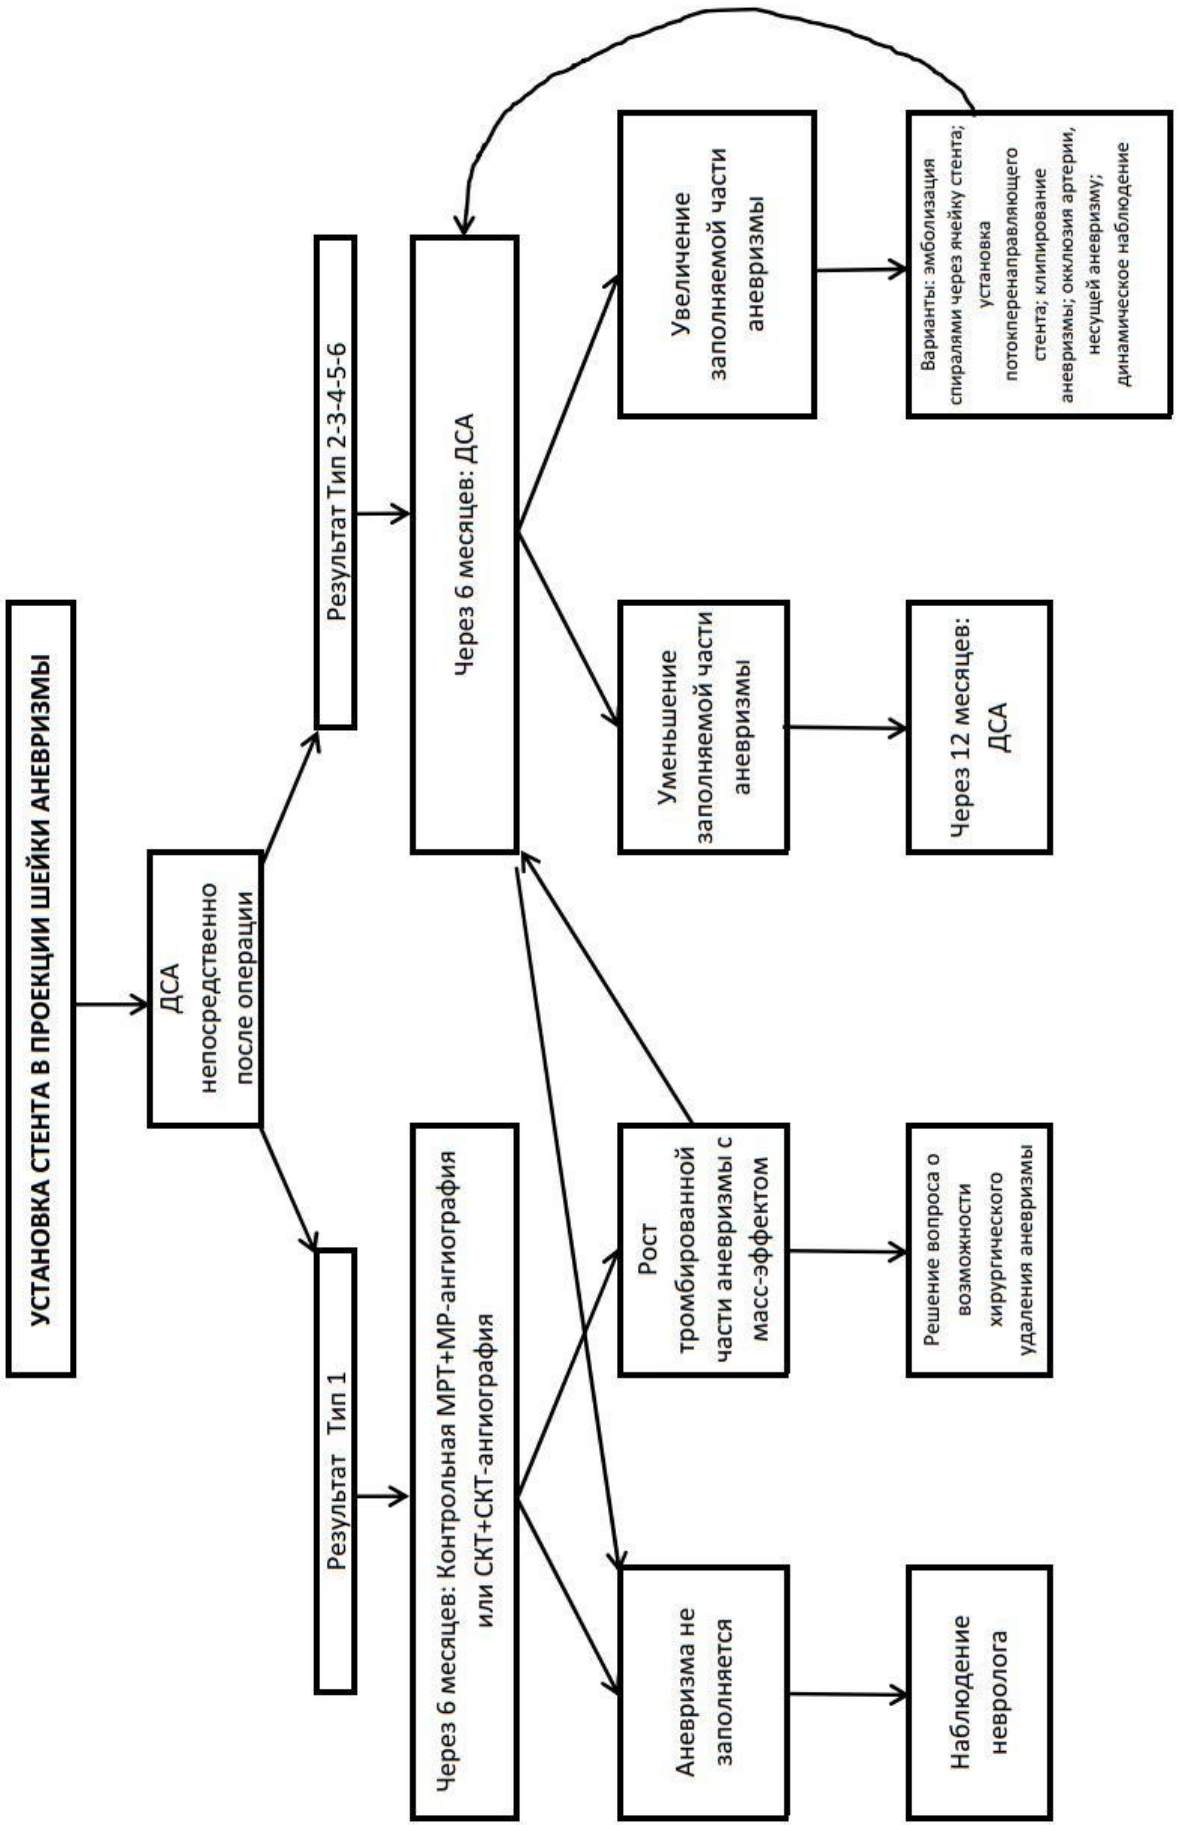 УСТАНОВКА СТЕНТА В ПРОЕКЦИИ ШЕЙКИ АНЕВРИЗМЫ
ДСА
непосредственно
после операции
Результат Тип 1
Результат Тип 2-3-4-5-6
Через 6 месяцев: Контрольная МРТ+МР-ангиография
или СКТ+СКТ-ангиография
Через 6 месяцев: ДСА
Аневризма не
заполняется
Рост
тромбированной
части аневризмы с
масс-эффектом
Уменьшение
заполняемой части
аневризмы
Увеличение
заполняемой части
аневризмы
Наблюдение
невролога
Решение вопроса о
возможности
хирургического
удаления аневризмы
Через 12 месяцев:
ДСА
Варианты: эмболизация
спиралями через ячейку стента;
установка
потокперенаправляющего
стента; клипирование
аневризмы; окклюзия артерии,
несущей аневризму;
динамическое наблюдение